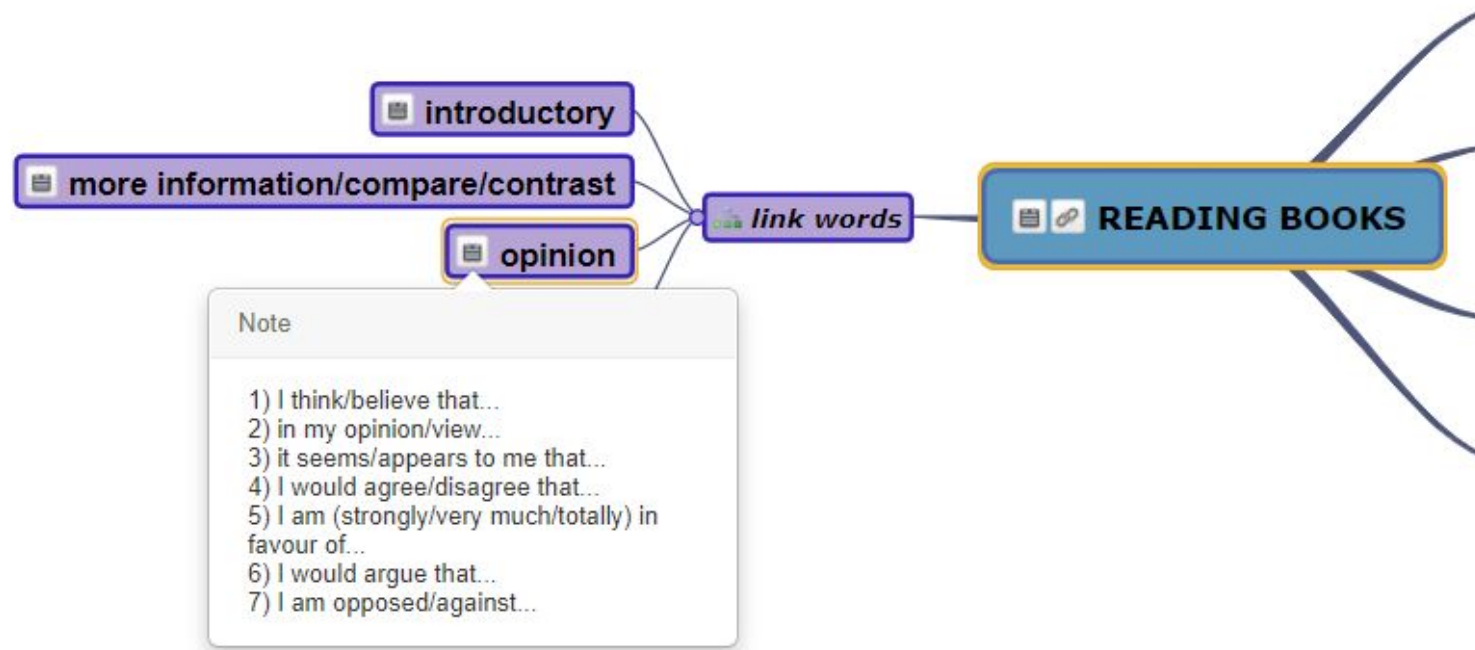 introductory
more information/compare/contrast
opinion
link words
READING BOOKS
Note
1) I think/believe that...
2) in my opinion/view...
3) it seems/appears to me that...
4) I would agree/disagree that...
5) I am (strongly/very much/totally) in
favour of...
6) I would argue that...
7) I am opposed/against...